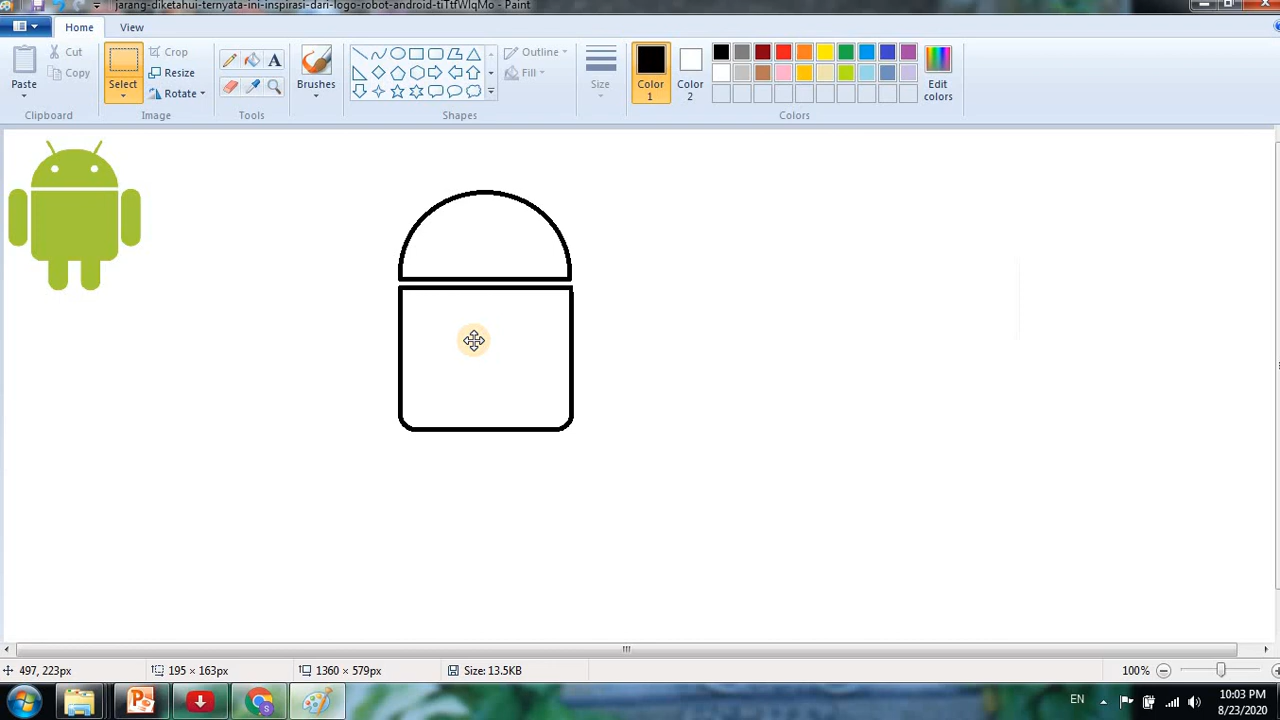 jarang-diketahui-ternyata-ini-inspirasi-dari-logo-robot-android-tiTtfWlqMo - Paint
Home
View
Paste
Cut
Copy
Clipboard
Select
Crop
Resize
Rotate
Image
Tools
Brushes
Shapes
Outline
Fill
Size
Color 1
Color 2
Edit colors
Colors
497, 223px
195 × 163px
1360 × 579px
Size: 13.5KB
100%
EN
10:03 PM
8/23/2020